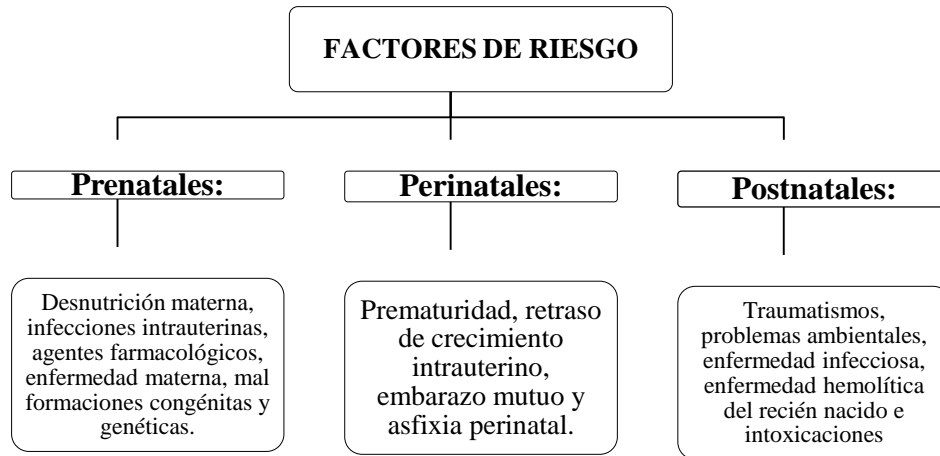 FACTORES DE RIESGO
Prenatales:
Perinatales:
Postnatales:
Desnutrición materna,
infecciones intrauterinas,
agentes farmacológicos,
enfermedad materna, mal
formaciones congénitas y
genéticas.
Prematuridad, retraso
de crecimiento
intrauterino,
embarazo mutuo y
asfixia perinatal.
Traumatismos,
problemas ambientales,
enfermedad infecciosa,
enfermedad hemolítica
del recién nacido e
intoxicaciones